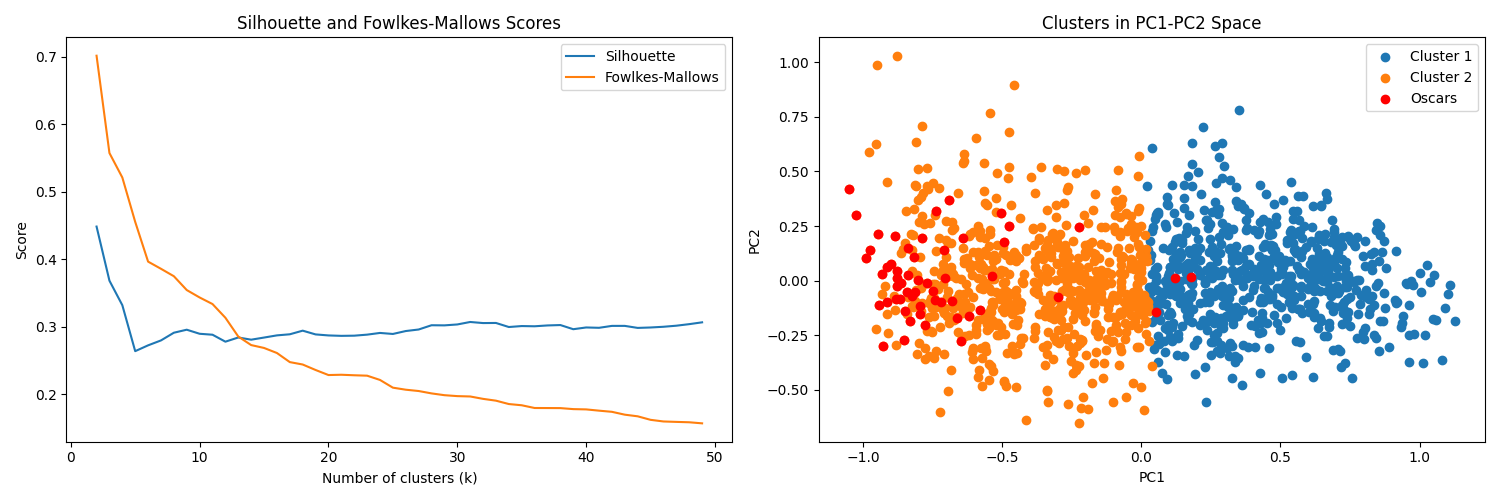 Silhouette and Fowlkes-Mallows Scores
Silhouette
Fowlkes-Mallows
0.7
0.6
0.5
0.4
0.3
0.2
Score
0
10
20
30
40
50
Number of clusters (k)
Clusters in PC1-PC2 Space
Cluster 1
Cluster 2
Oscars
1.00
0.75
0.50
0.25
0.00
−0.25
−0.50
PC2
−1.0
−0.5
0.0
0.5
1.0
PC1